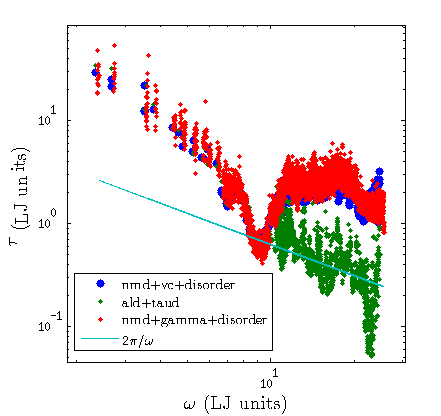 10^1
10^0
10^-1
τ (LJ units)
nmd+vc+disorder
ald+taud
nmd+gamma+disorder
2π/ω
10^1
ω (LJ units)